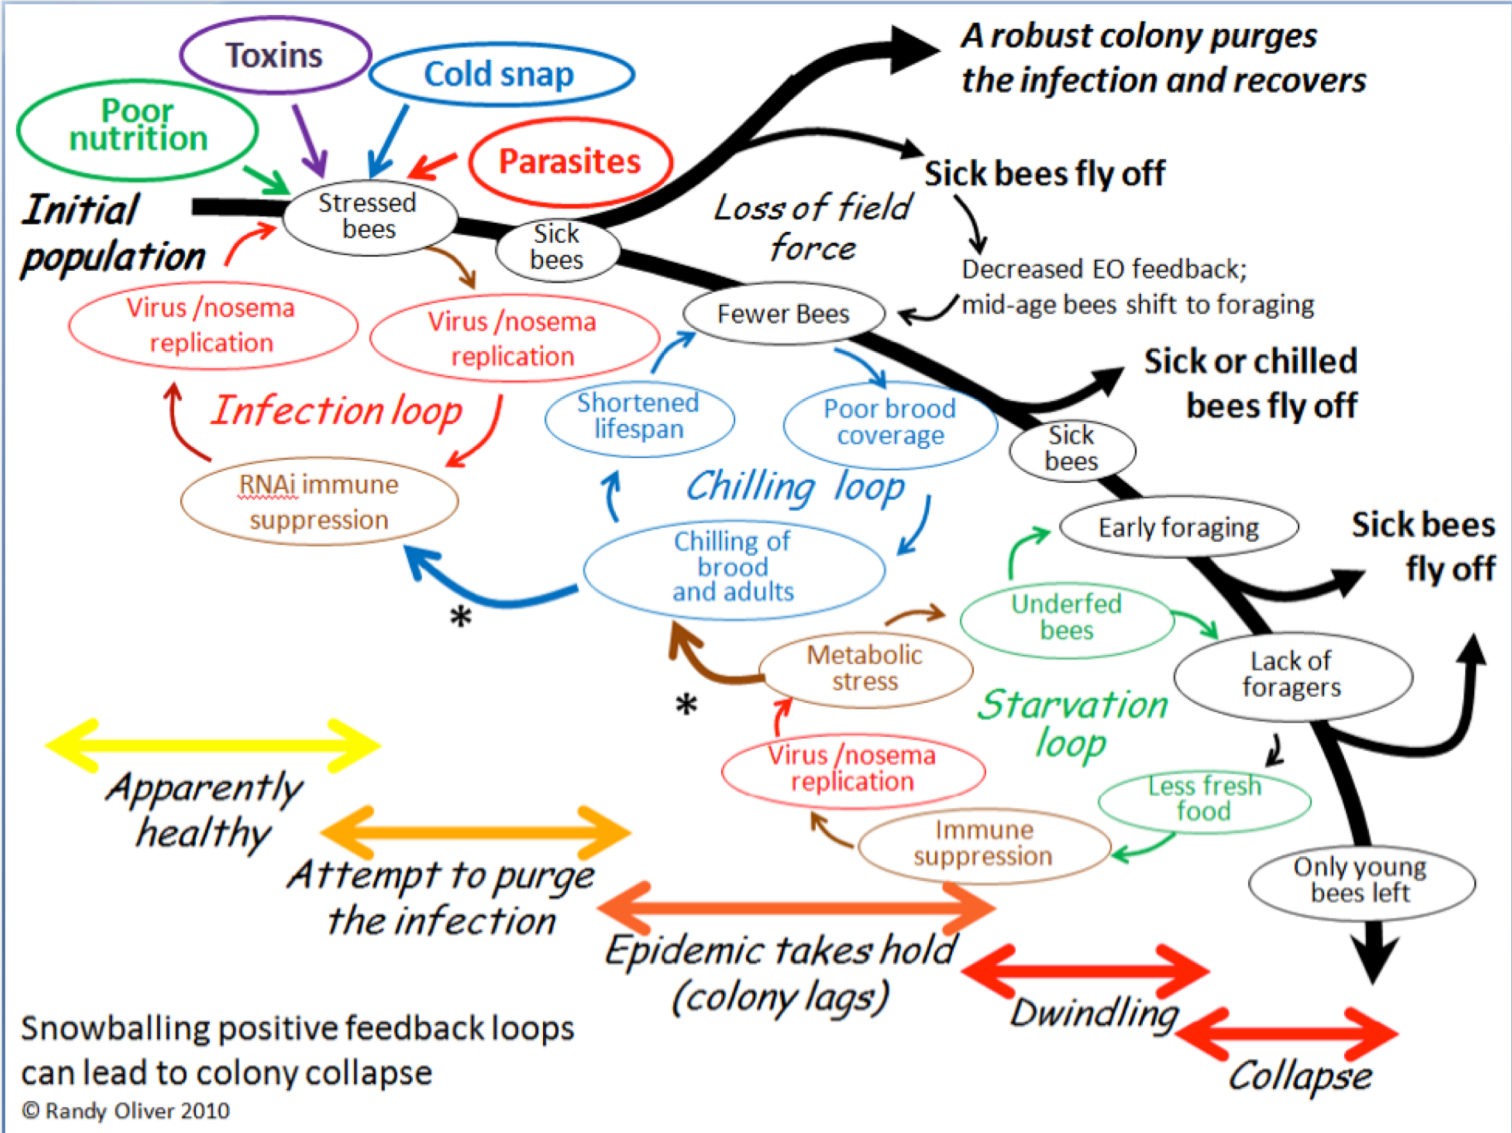 Toxins
Cold snap
Poor
nutrition
Parasites
A robust colony purges
the infection and recovers
Initial
population
Stressed
bees
Sick
bees
Sick bees fly off
Loss of field
force
Decreased EO feedback;
mid-age bees shift to foraging
Fewer Bees
Virus /nosema
replication
Virus /nosema
replication
Infection loop
RNAi immune
suppression
Shortened
lifespan
Poor brood
coverage
Chilling loop
Chilling of
brood
and adults
*
Sick or chilled
bees fly off
Sick
bees
Early foraging
Sick bees
fly off
Underfed
bees
Metabolic
stress
*
Lack of
foragers
Starvation
loop
Virus /nosema
replication
Less fresh
food
Immune
suppression
Only young
bees left
Apparently
healthy
Attempt to purge
the infection
Epidemic takes hold
(colony lags)
Dwindling
Collapse
Snowballing positive feedback loops
can lead to colony collapse
© Randy Oliver 2010